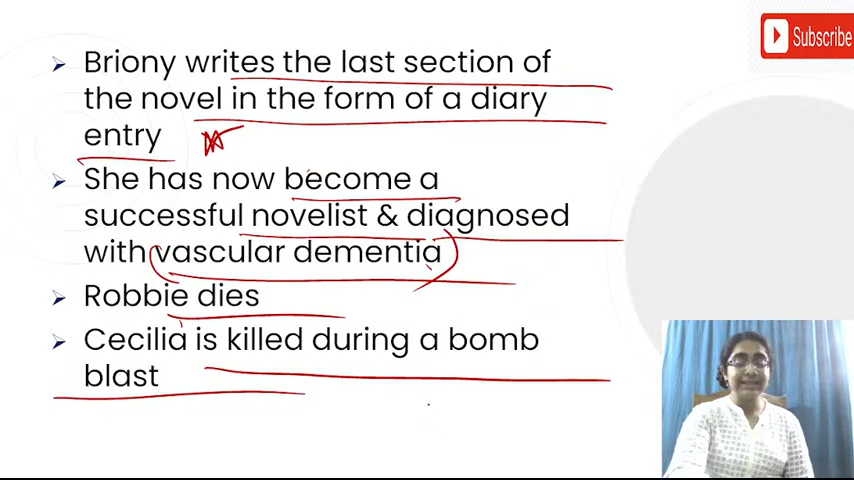 Subscribe
➤ Briony writes the last section of
the novel in the form of a diary
entry
➤ She has now become a
successful novelist & diagnosed
with vascular dementia
➤ Robbie dies
➤ Cecilia is killed during a bomb
blast